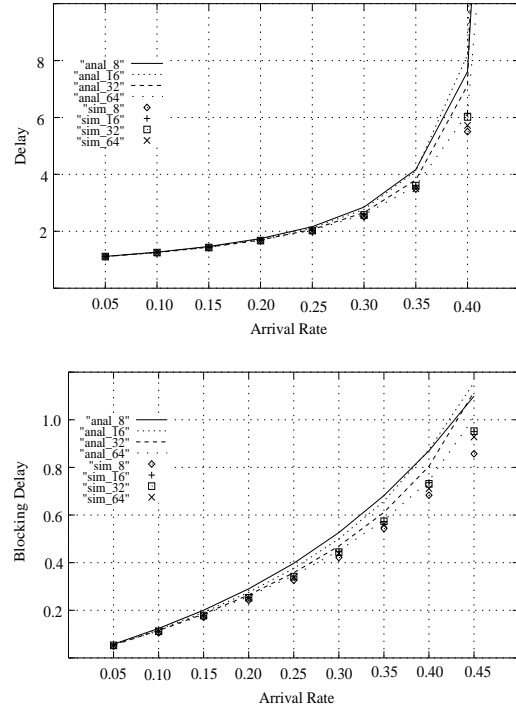 8
6
4
2
Delay
"anal_8"
"anal_16"
"anal_32"
"anal_64"
"sim_8"
"sim_16"
"sim_32"
"sim_64"
0.05 0.10 0.15 0.20 0.25 0.30 0.35 0.40
Arrival Rate
1.0
0.8
0.6
0.4
0.2
Blocking Delay
"anal_8"
"anal_16"
"anal_32"
"anal_64"
"sim_8"
"sim_16"
"sim_32"
"sim_64"
0.05 0.10 0.15 0.20 0.25 0.30 0.35 0.40 0.45
Arrival Rate